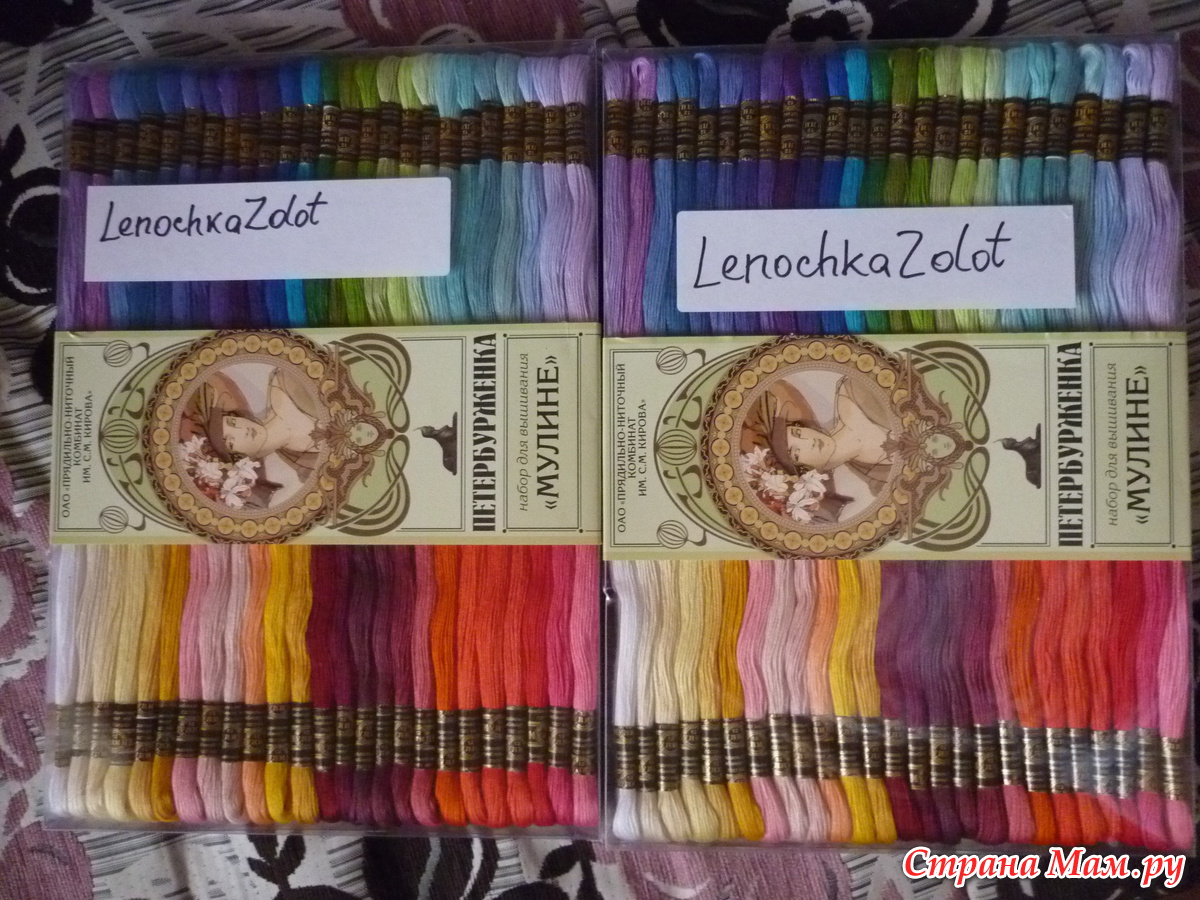 LenochkaZolot
LenochkaZolot
ОАО «ПРЯДИЛЬНО-НИТОЧНЫЙ
КОМБИНАТ
ИМ. С.М. КИРОВА»
ПЕТЕРБУРЖЕНКА
набор для вышивания
«МУЛИНЕ»
ОАО «ПРЯДИЛЬНО-НИТОЧНЫЙ
КОМБИНАТ
ИМ. С.М. КИРОВА»
ПЕТЕРБУРЖЕНКА
набор для вышивания
«МУЛИНЕ»
Страна Мам.ру